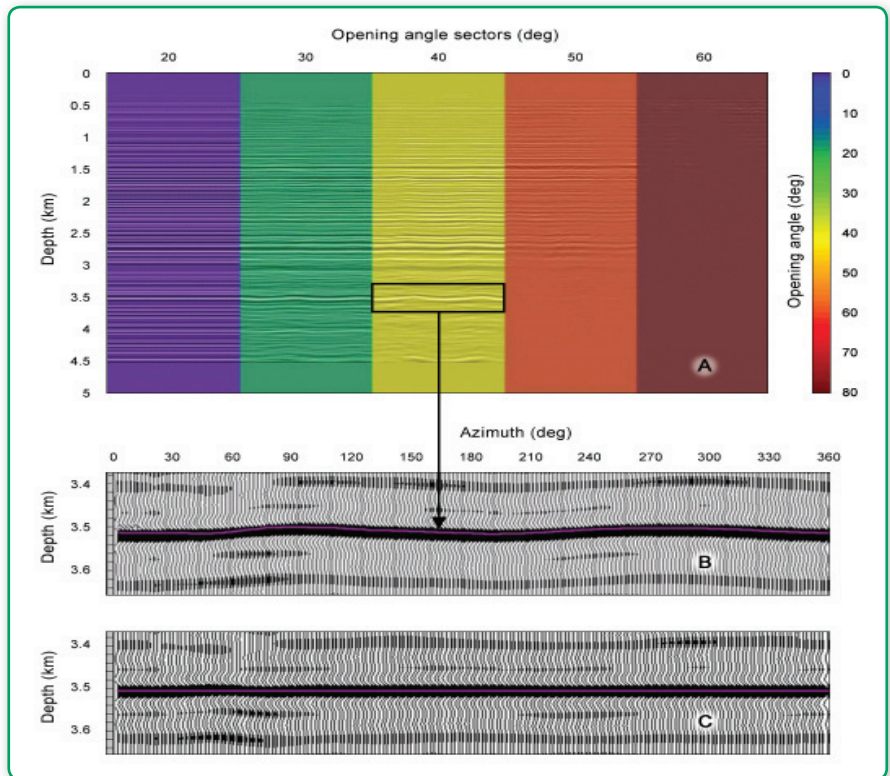 Opening angle sectors (deg)
20 30 40 50 60
0
0.5
1
1.5
2
2.5
3
3.5
4
4.5
5
Depth (km)
A
0
10
20
30
40
50
60
70
80
Opening angle (deg)
Azimuth (deg)
0 30 60 90 120 150 180 210 240 270 300 330 360
3.4
3.5
3.6
Depth (km)
B
3.4
3.5
3.6
Depth (km)
C